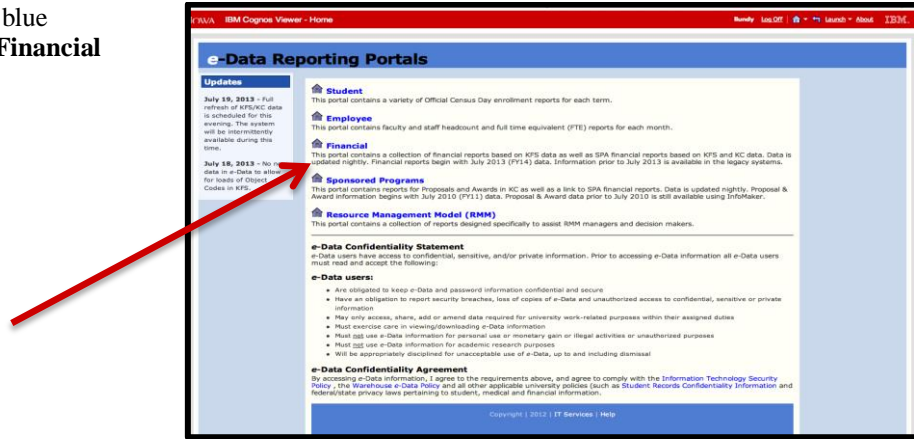 blue
Financial
IOWA IBM Cognos Viewer - Home Log Off | Launch About IBM.
e-Data Reporting Portals
Updates
July 19, 2013 - Full
refresh of KFS/KC data
is scheduled for this
evening. The system
will be intermittently
available during this
time.
July 18, 2013 - No
data in e-Data to allow
for loads of Object
Codes in KFS.
Student
This portal contains a variety of Official Census Day enrollment reports for each term.
Employee
This portal contains faculty and staff headcount and full time equivalent (FTE) reports for each month.
Financial
This portal contains a collection of financial reports based on KFS data as well as SPA financial reports based on KFS and KC data. Data is
updated nightly. Financial reports begin with July 2013 (FY14) data. Information prior to July 2013 is available in the legacy systems.
Sponsored Programs
This portal contains reports for Proposals and Awards in KC as well as a link to SPA financial reports. Data is updated nightly. Proposal &
Award information begins with July 2010 (FY11) data. Proposal & Award data prior to July 2010 is still available using InfoMaker.
Resource Management Model (RMM)
This portal contains a collection of reports designed specifically to assist RMM managers and decision makers.
e-Data Confidentiality Statement
e-Data users have access to confidential, sensitive, and/or private information. Prior to accessing e-Data information all e-Data users
must read and accept the following:
e-Data users:
• Are obligated to keep e-Data and password information confidential and secure
• Have an obligation to report security breaches, loss of copies of e-Data and unauthorized access to confidential, sensitive or private
information
• May only access, share, add or amend data required for university work-related purposes within their assigned duties
• Must exercise care in viewing/downloading e-Data information
• Must not use e-Data information for personal use or monetary gain or illegal activities or unauthorized purposes
• Must not use e-Data information for academic research purposes
• Will be appropriately disciplined for unacceptable use of e-Data, up to and including dismissal
e-Data Confidentiality Agreement
By accessing e-Data information, I agree to the requirements above, and agree to comply with the Information Technology Security
Policy , the Warehouse e-Data Policy and all other applicable university policies (such as Student Records Confidentiality Information and
federal/state privacy laws pertaining to student, medical and financial information.
Copyright | 2012 | IT Services | Help